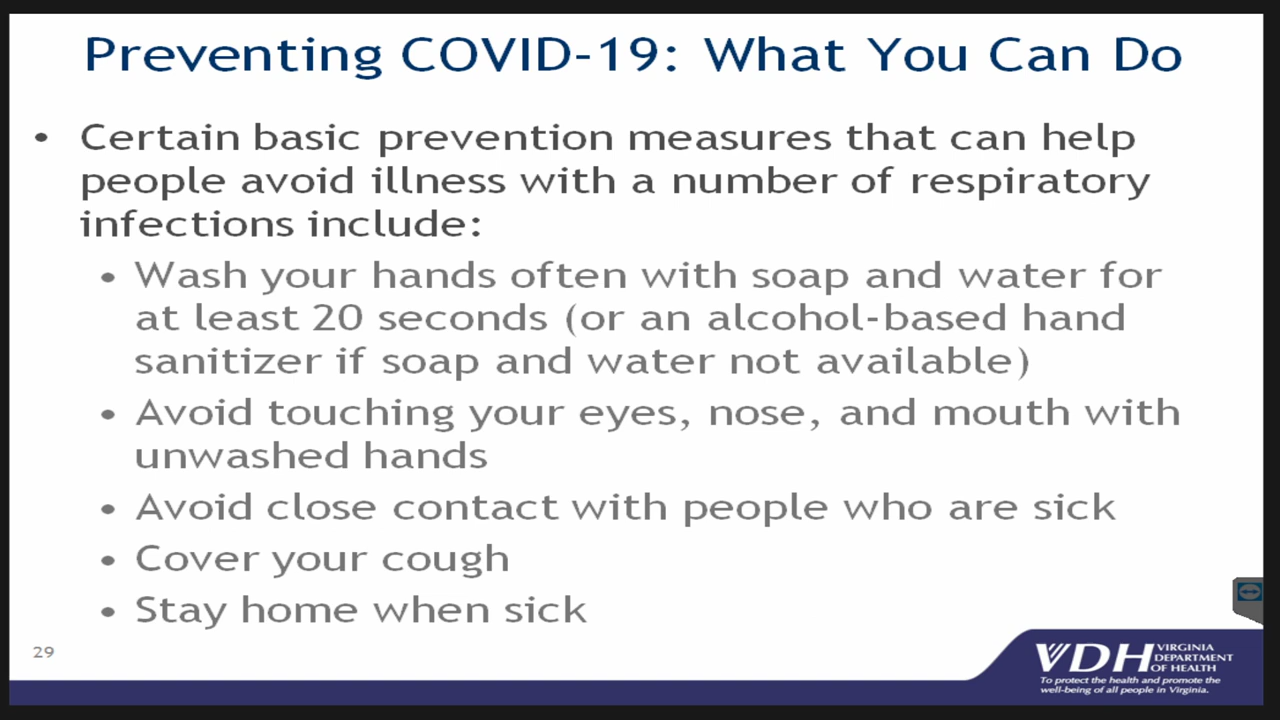 Preventing COVID-19: What You Can Do
• Certain basic prevention measures that can help
people avoid illness with a number of respiratory
infections include:
• Wash your hands often with soap and water for
at least 20 seconds (or an alcohol-based hand
sanitizer if soap and water not available)
• Avoid touching your eyes, nose, and mouth with
unwashed hands
• Avoid close contact with people who are sick
• Cover your cough
• Stay home when sick
29
VDH VIRGINIA
DEPARTMENT
OF HEALTH
To protect the health and promote the
well-being of all people in Virginia.